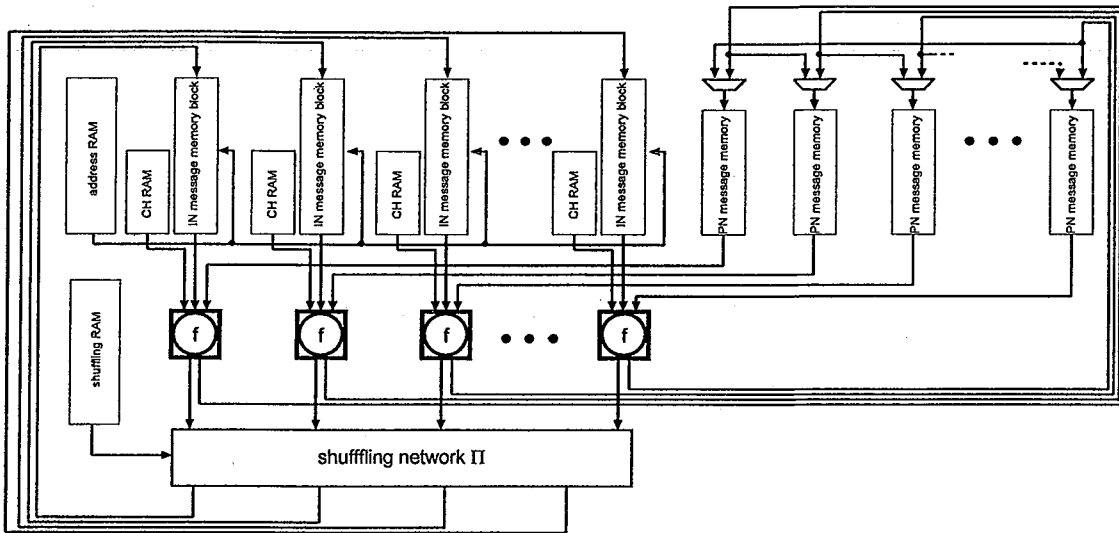 address RAM
CH RAM
IN message memory block
CH RAM
IN message memory block
CH RAM
IN message memory block
CH RAM
IN message memory block
PN message memory
PN message memory
PN message memory
PN message memory
shuffling RAM
f
f
f
f
shufffling network Π